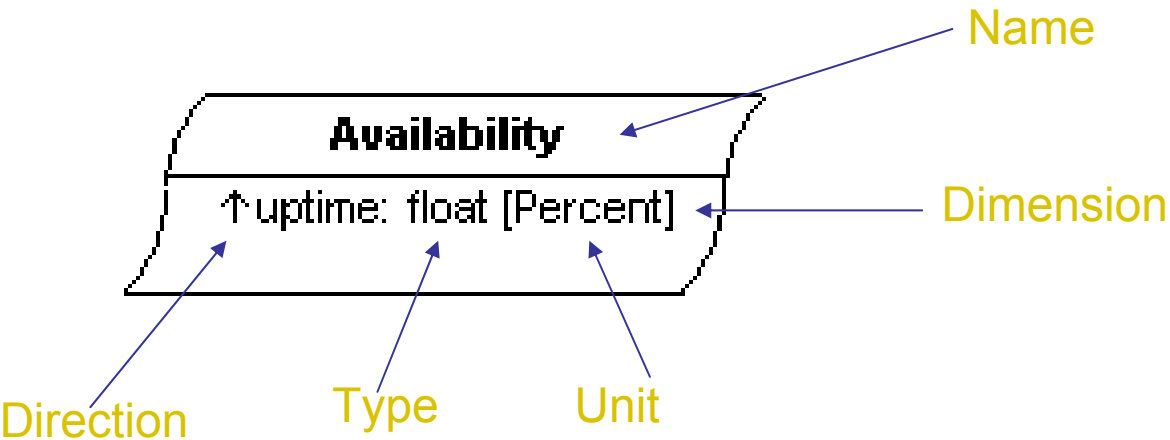 Name
Availability
↑uptime: float [Percent]
Dimension
Direction
Type
Unit